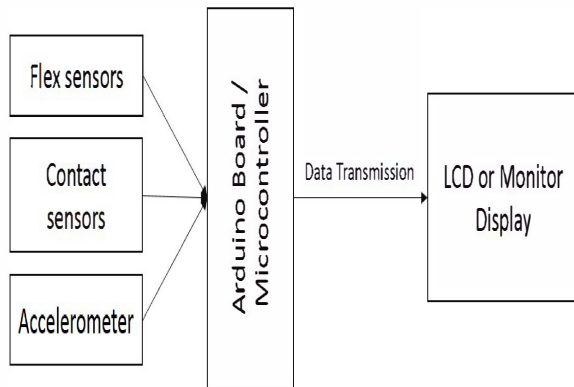 Flex sensors
Contact
sensors
Accelerometer
Arduino Board /
Microcontroller
Data Transmission
LCD or Monitor
Display